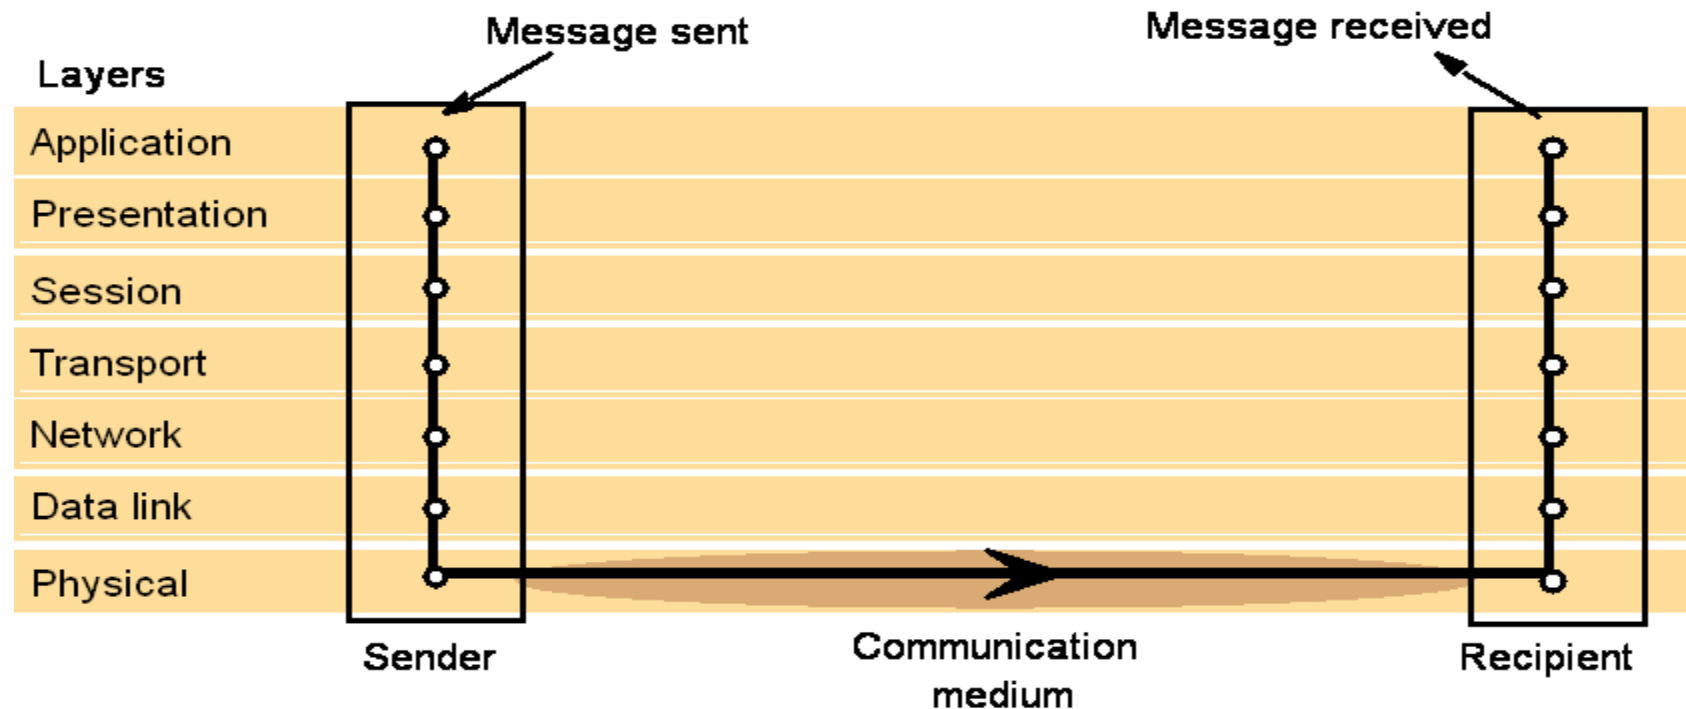 Message sent
Message received
Layers
Application
Presentation
Session
Transport
Network
Data link
Physical
Sender
Communication
medium
Recipient